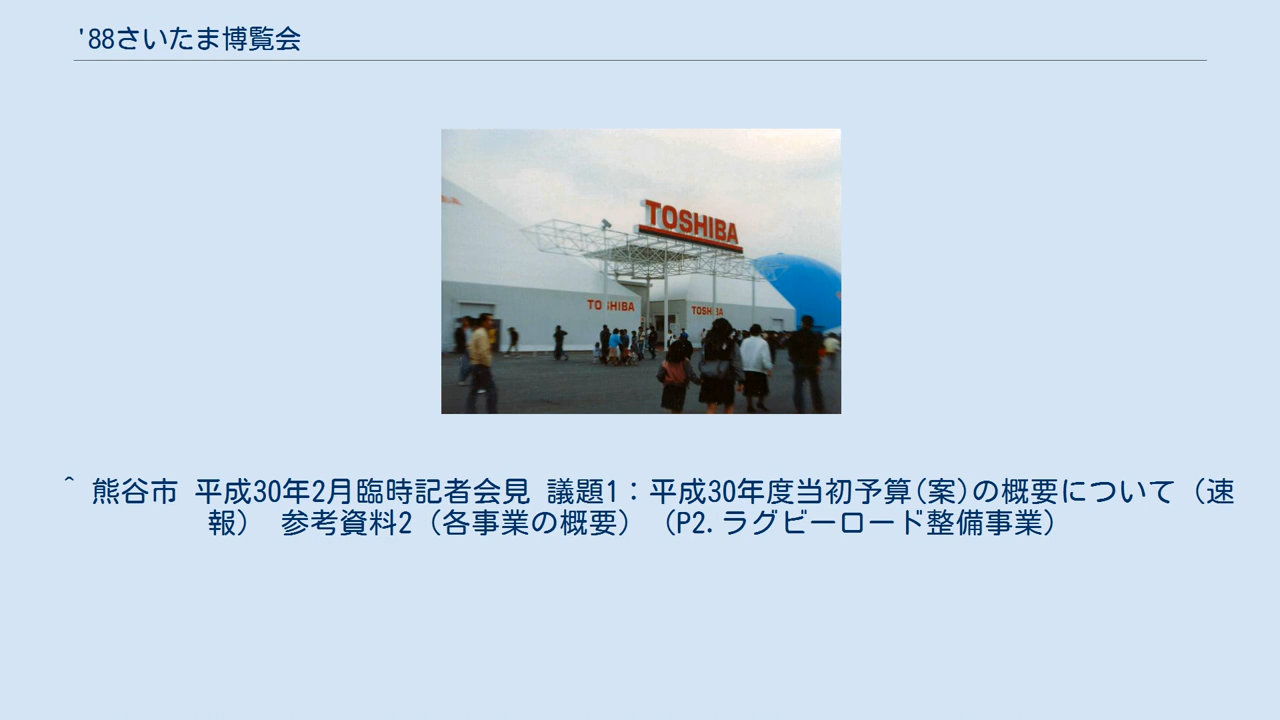 '88さいたま博覧会
TOSHIBA
TOSHIBA
TOSHIBA
^ 熊谷市 平成30年2月臨時記者会見 議題1：平成30年度当初予算(案)の概要について（速
報） 参考資料2（各事業の概要）（P2.ラグビーロード整備事業）